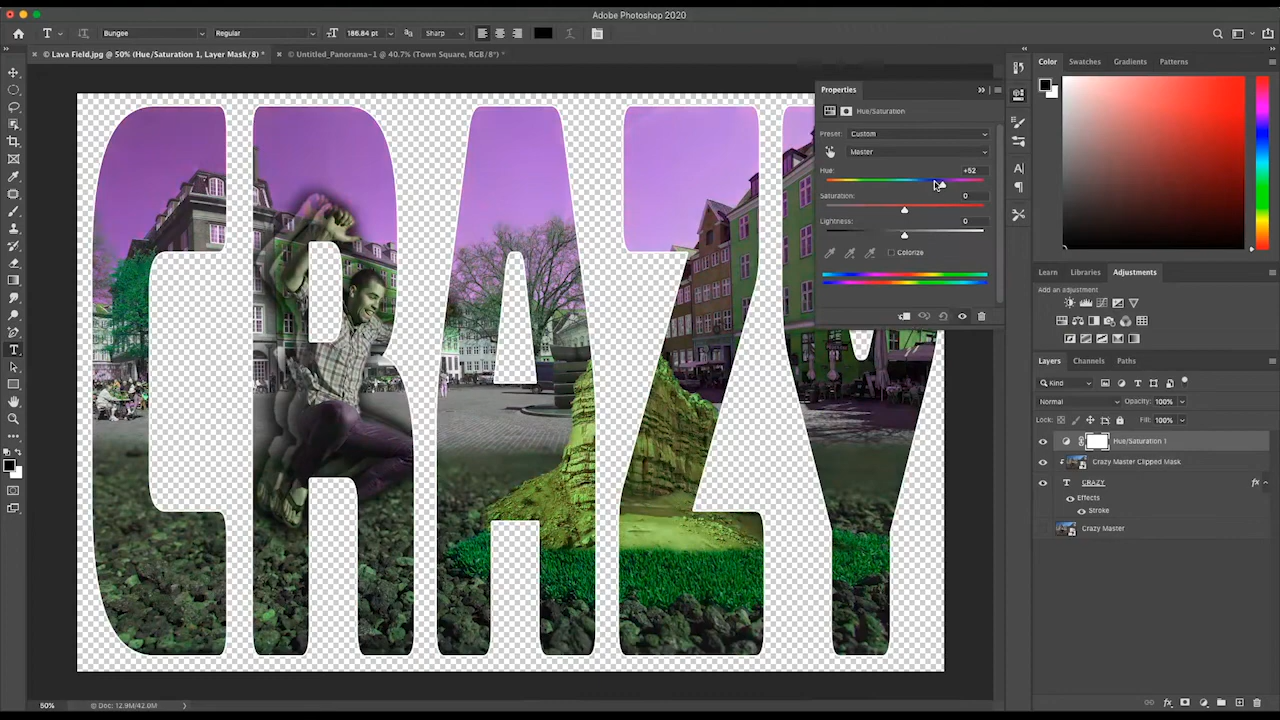 Adobe Photoshop 2020
Bungee
Regular
186.84 pt
Sharp
Lava Field.jpg @ 50% (Hue/Saturation 1, Layer Mask/8) *
Untitled_Panorama-1 @ 40.7% (Town Square, RGB/8*) *
CRAZY
Properties
Hue/Saturation
Preset: Custom
Master
Hue: +52
Saturation: 0
Lightness: 0
Colorize
Color Swatches Gradients Patterns
Learn Libraries Adjustments
Add an adjustment
Layers Channels Paths
Kind
Normal Opacity: 100%
Lock: Fill: 100%
Hue/Saturation 1
Crazy Master Clipped Mask
CRAZY fx
Effects
Stroke
Crazy Master
50% Doc: 12.9M/42.0M